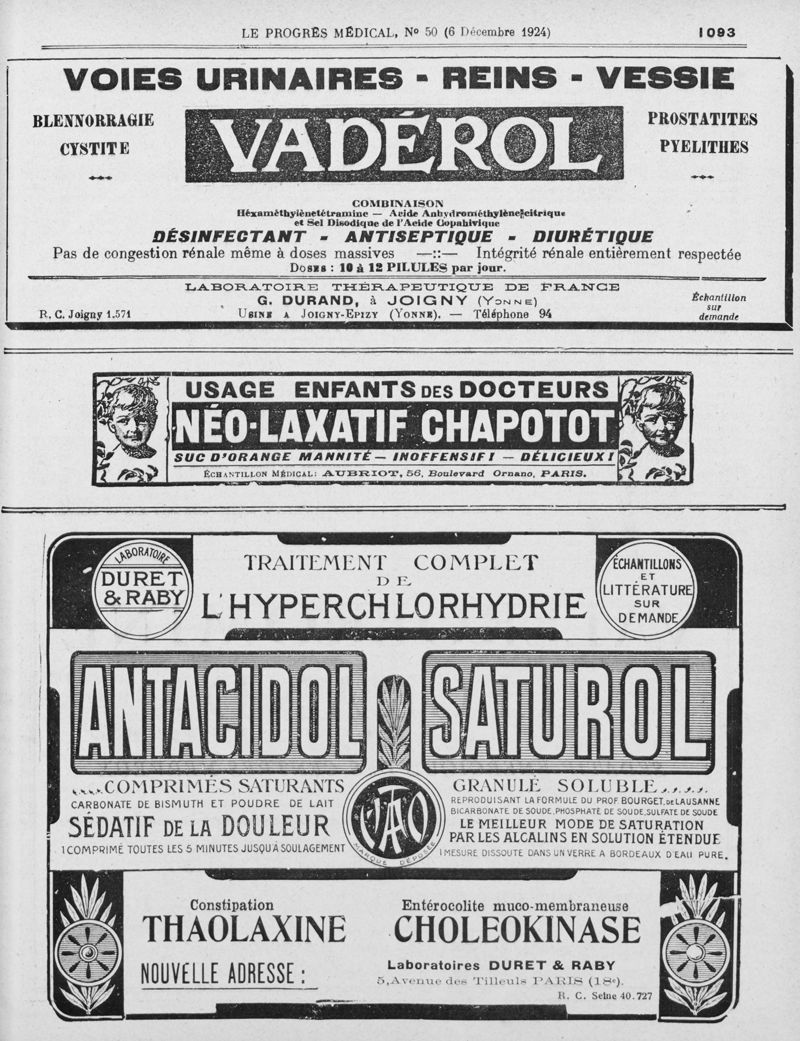 LE PROGRÈS MÉDICAL, Nº 50 (6 Décembre 1924) 1093
VOIES URINAIRES - REINS - VESSIE
BLENNORRAGIE
CYSTITE
VADÉROL
PROSTATITES
PYELITHES
COMBINAISON
Héxaméthylènetétramine — Acide Anhydrométhylène-citrique
et Sel Disodique de l'Acide Copahivique
DÉSINFECTANT - ANTISEPTIQUE - DIURÉTIQUE
Pas de congestion rénale même à doses massives —::— Intégrité rénale entièrement respectée
DOSES : 10 à 12 PILULES par jour.
LABORATOIRE THÉRAPEUTIQUE DE FRANCE
G. DURAND, à JOIGNY (YONNE)
R. C. Joigny 1.571
USINE A JOIGNY-EPIZY (YONNE). — Téléphone 94
Échantillon
sur
demande
USAGE ENFANTS DES DOCTEURS
NÉO-LAXATIF CHAPOTOT
SUC D'ORANGE MANNITÉ — INOFFENSIF! — DÉLICIEUX!
ÉCHANTILLON MÉDICAL: AUBRIOT, 56, Boulevard Ornano, PARIS.
LABORATOIRE
DURET
& RABY
TRAITEMENT COMPLET
DE
L'HYPERCHLORHYDRIE
ÉCHANTILLONS
ET
LITTÉRATURE
SUR
DEMANDE
ANTACIDOL
SATUROL
COMPRIMÉS SATURANTS
CARBONATE DE BISMUTH ET POUDRE DE LAIT
SÉDATIF DE LA DOULEUR
1 COMPRIMÉ TOUTES LES 5 MINUTES JUSQU'À SOULAGEMENT
MARQUE DÉPOSÉE
GRANULÉ SOLUBLE
REPRODUISANT LA FORMULE DU PROF. BOURGET, DE LAUSANNE
BICARBONATE DE SOUDE, PHOSPHATE DE SOUDE, SULFATE DE SOUDE
LE MEILLEUR MODE DE SATURATION
PAR LES ALCALINS EN SOLUTION ÉTENDUE
1 MESURE DISSOUTE DANS UN VERRE A BORDEAUX D'EAU PURE.
Constipation
THAOLAXINE
Entérocolite muco-membraneuse
CHOLEOKINASE
NOUVELLE ADRESSE :
Laboratoires DURET & RABY
5, Avenue des Tilleuls PARIS (18e).
R. C. Seine 40.727